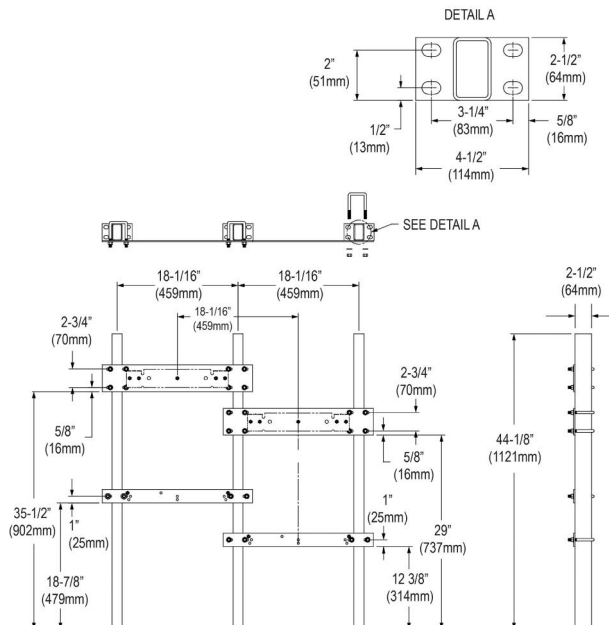 DETAIL A
2"
(51mm)
2-1/2"
(64mm)
3-1/4"
(83mm)
1/2"
(13mm)
5/8"
(16mm)
4-1/2"
(114mm)
SEE DETAIL A
18-1/16"
(459mm)
18-1/16"
(459mm)
18-1/16"
(459mm)
2-1/2"
(64mm)
2-3/4"
(70mm)
2-3/4"
(70mm)
5/8"
(16mm)
5/8"
(16mm)
44-1/8"
(1121mm)
35-1/2"
(902mm)
1"
(25mm)
1"
(25mm)
29"
(737mm)
18-7/8"
(479mm)
12 3/8"
(314mm)